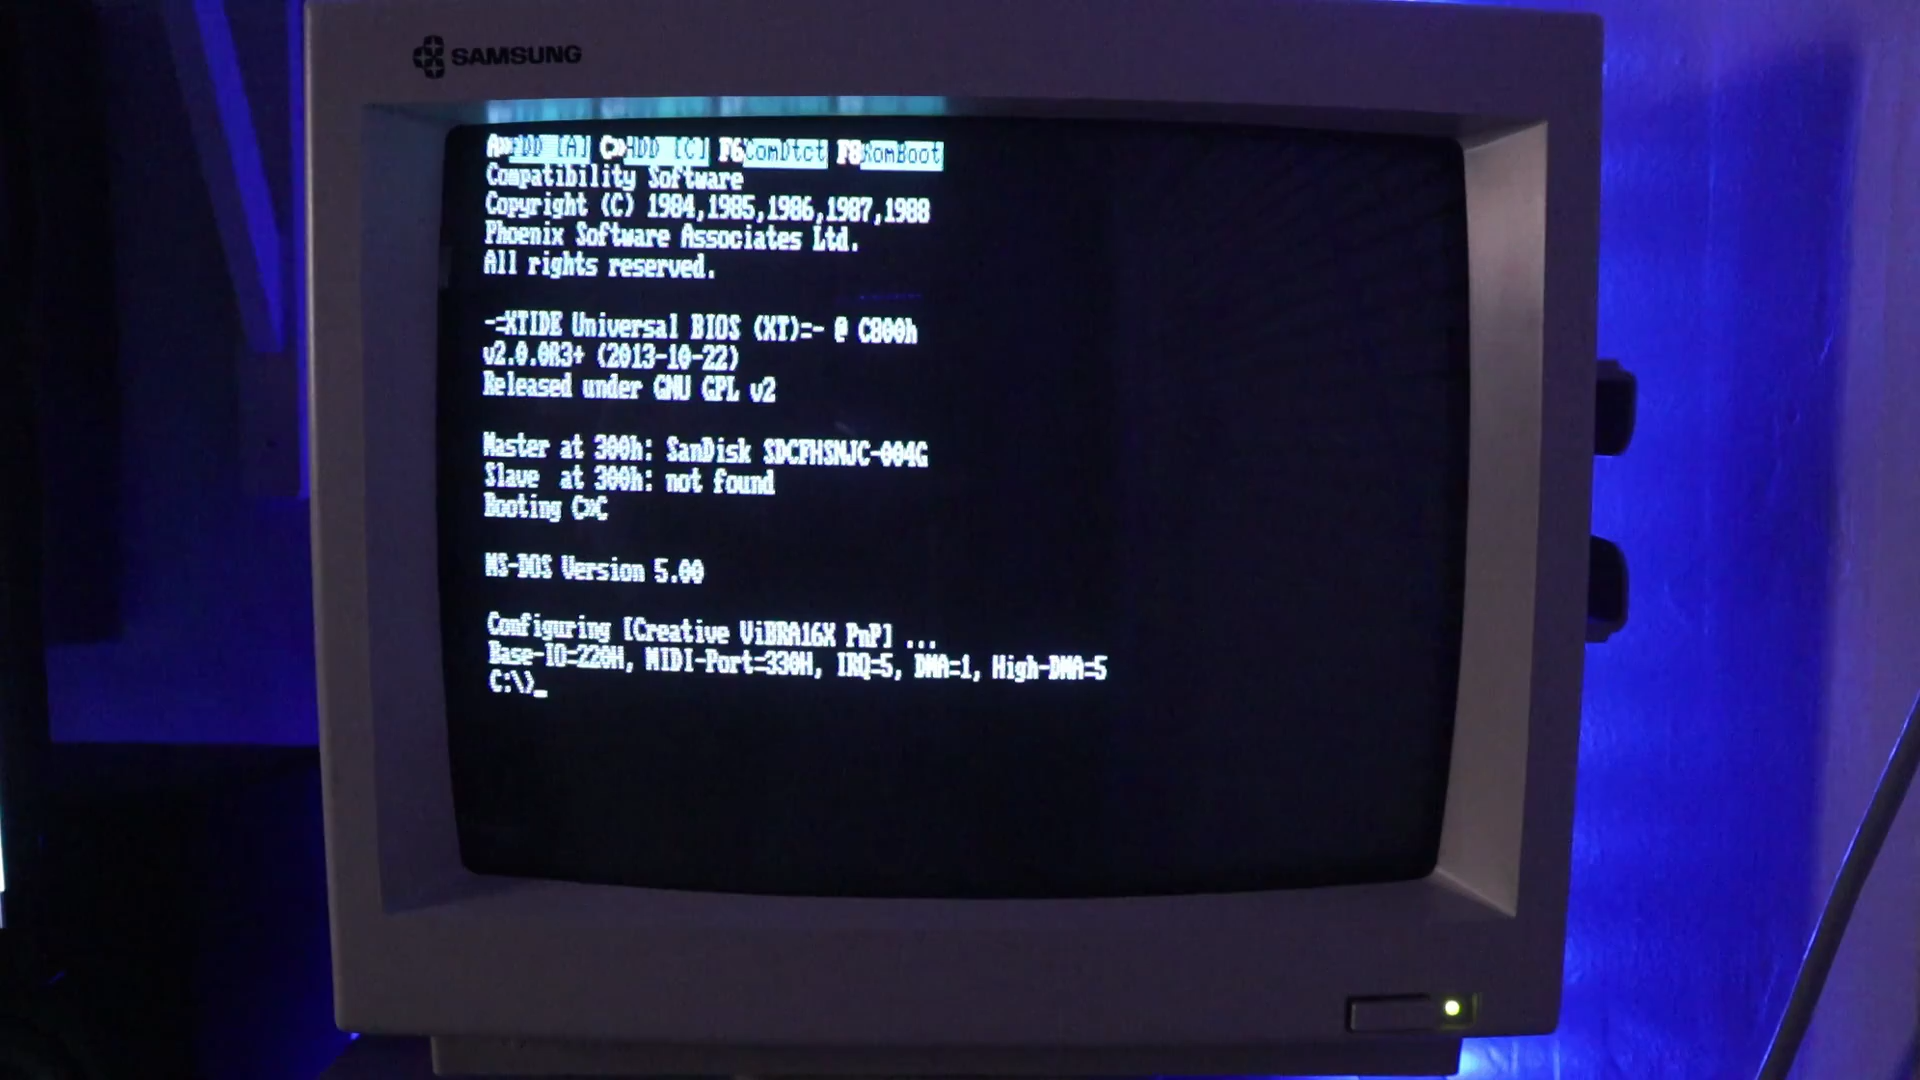 SAMSUNG
A»FDD [A] C»HDD [C] F6ComDtct F8RomBoot
Compatibility Software
Copyright (C) 1984,1985,1986,1987,1988
Phoenix Software Associates Ltd.
All rights reserved.
-=XTIDE Universal BIOS (XT)=- @ C800h
v2.0.0ß3+ (2013-10-22)
Released under GNU GPL v2
Master at 300h: SanDisk SDCFHSNJC-004G
Slave  at 300h: not found
Booting C»C
MS-DOS Version 5.00
Configuring [Creative ViBRA16X PnP] ...
Base-IO=220H, MIDI-Port=330H, IRQ=5, DMA=1, High-DMA=5
C:\>_